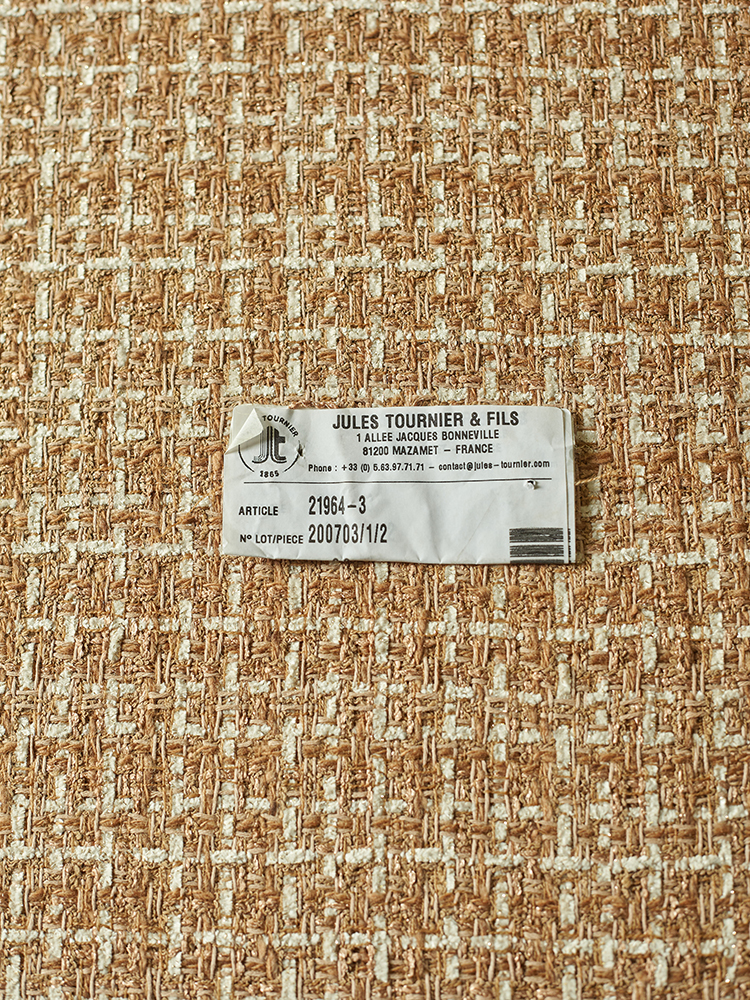 TOURNIER
1865
JULES TOURNIER & FILS
1 ALLEE JACQUES BONNEVILLE
81200 MAZAMET – FRANCE
Phone : +33 (0) 5.63.97.71.71 – contact@jules-tournier.com
ARTICLE 21964-3
Nº LOT/PIECE 200703/1/2